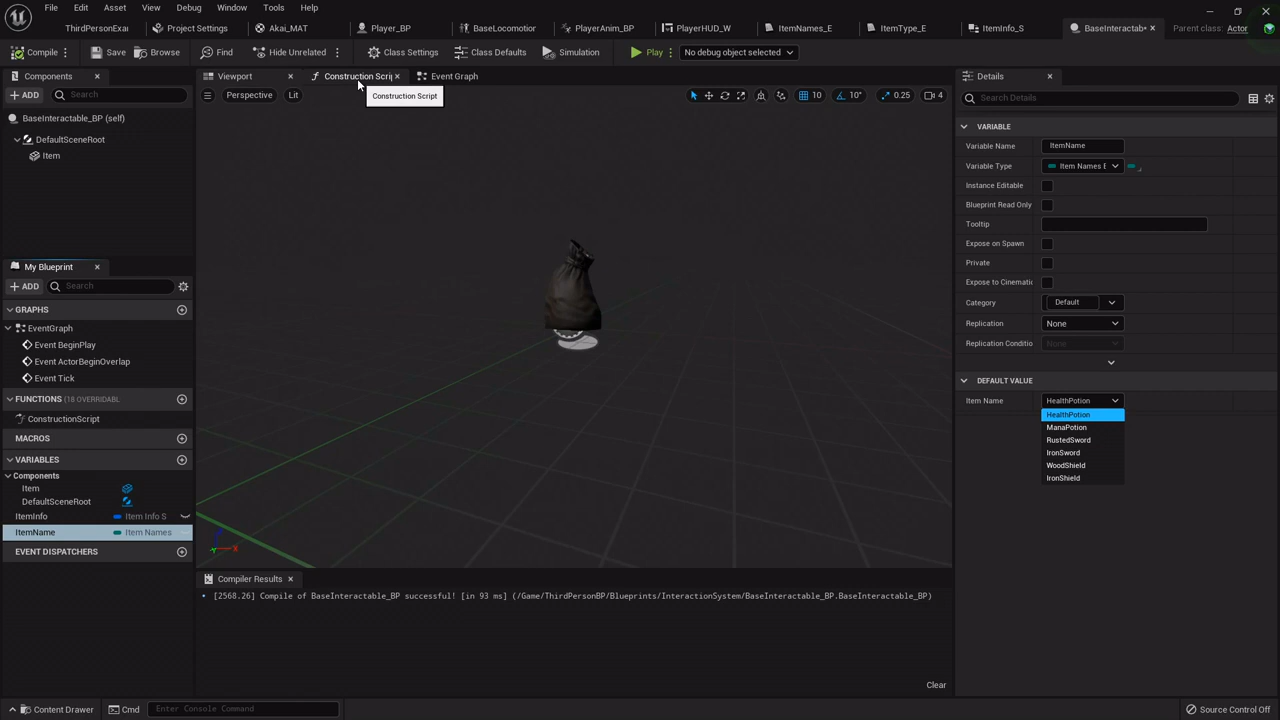 File Edit Asset View Debug Window Tools Help
ThirdPersonExa Project Settings Akai_MAT Player_BP BaseLocomotior PlayerAnim_BP PlayerHUD_W ItemNames_E ItemType_E ItemInfo_S BaseInteractab• Parent class: Actor
Compile Save Browse Find Hide Unrelated Class Settings Class Defaults Simulation Play No debug object selected
Components
Viewport Construction Scrip Event Graph
Details
ADD Search
Perspective Lit
Construction Script
10 10° 0.25 4
Search Details
BaseInteractable_BP (self)
DefaultSceneRoot
Item
VARIABLE
Variable Name ItemName
Variable Type Item Names E
Instance Editable
Blueprint Read Only
Tooltip
Expose on Spawn
Private
Expose to Cinematic
Category Default
Replication None
Replication Conditio None
DEFAULT VALUE
Item Name HealthPotion
HealthPotion
ManaPotion
RustedSword
IronSword
WoodShield
IronShield
My Blueprint
ADD Search
GRAPHS
EventGraph
Event BeginPlay
Event ActorBeginOverlap
Event Tick
FUNCTIONS (18 OVERRIDABL
ConstructionScript
MACROS
VARIABLES
Components
Item
DefaultSceneRoot
ItemInfo Item Info S
ItemName Item Names
EVENT DISPATCHERS
Compiler Results
[2568.26] Compile of BaseInteractable_BP successful! [in 93 ms] (/Game/ThirdPersonBP/Blueprints/InteractionSystem/BaseInteractable_BP.BaseInteractable_BP)
Clear
Content Drawer Cmd Enter Console Command Source Control Off